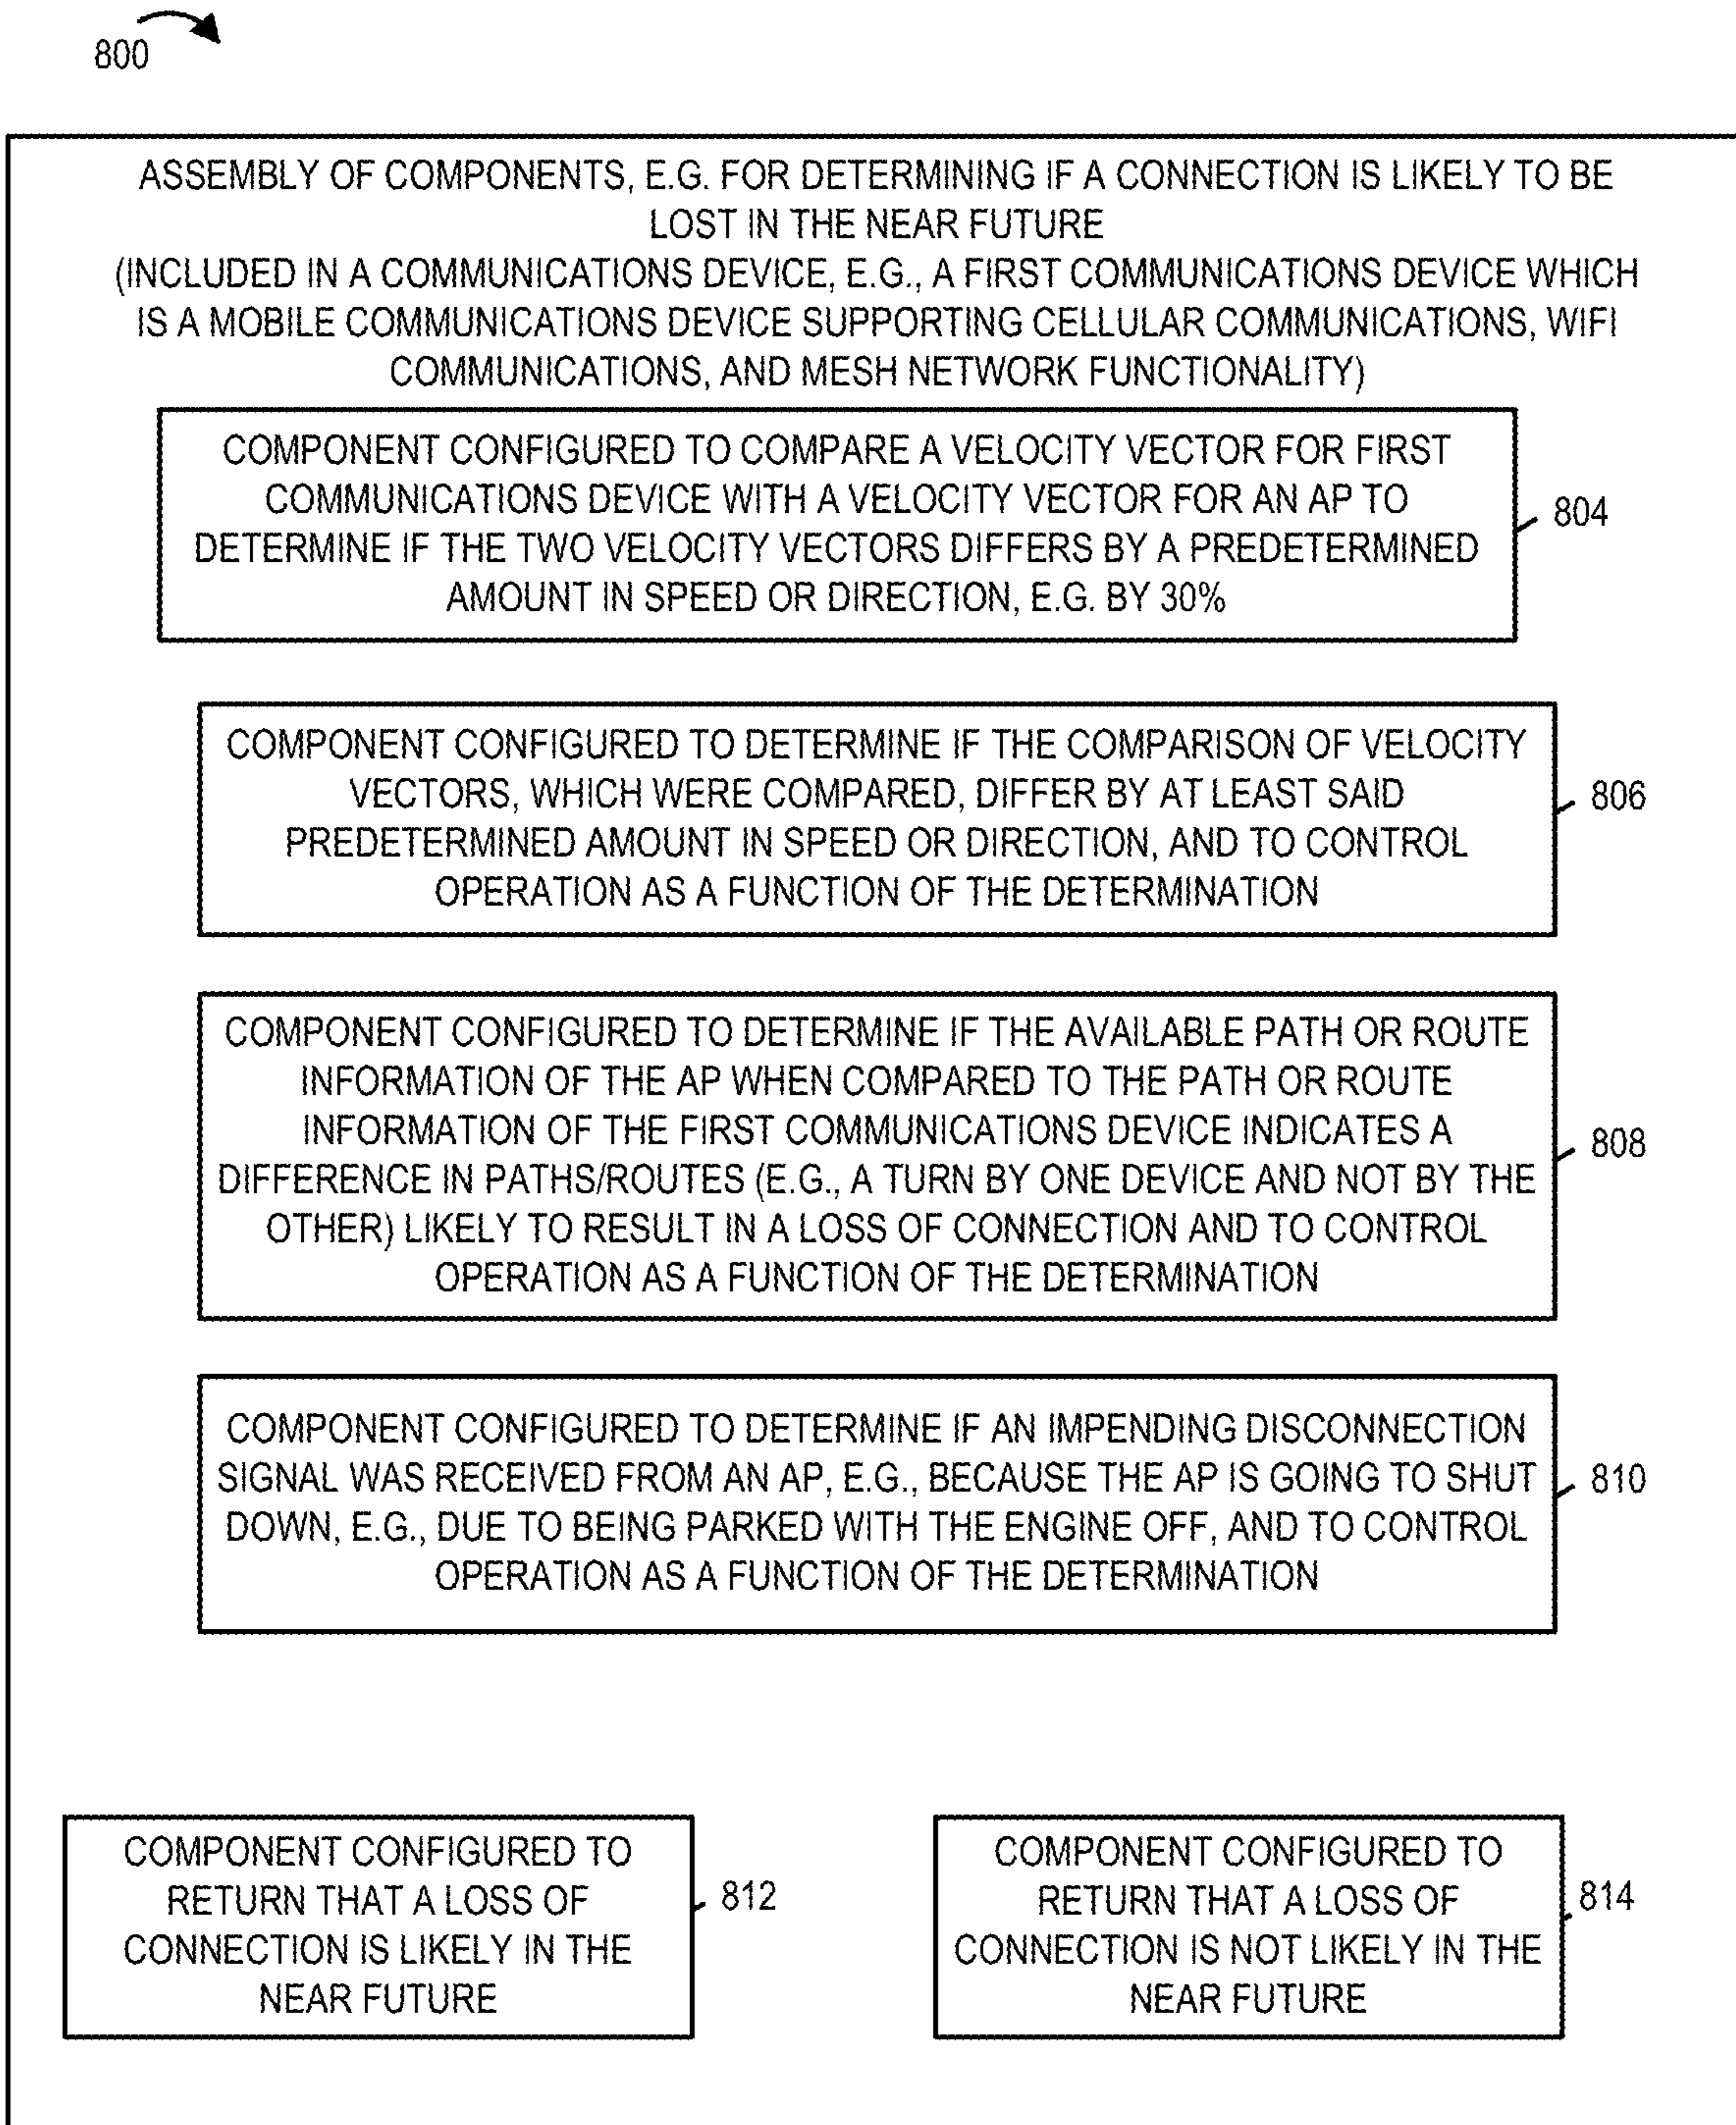 800
ASSEMBLY OF COMPONENTS, E.G. FOR DETERMINING IF A CONNECTION IS LIKELY TO BE
LOST IN THE NEAR FUTURE
(INCLUDED IN A COMMUNICATIONS DEVICE, E.G., A FIRST COMMUNICATIONS DEVICE WHICH
IS A MOBILE COMMUNICATIONS DEVICE SUPPORTING CELLULAR COMMUNICATIONS, WIFI
COMMUNICATIONS, AND MESH NETWORK FUNCTIONALITY)
COMPONENT CONFIGURED TO COMPARE A VELOCITY VECTOR FOR FIRST
COMMUNICATIONS DEVICE WITH A VELOCITY VECTOR FOR AN AP TO
DETERMINE IF THE TWO VELOCITY VECTORS DIFFERS BY A PREDETERMINED
AMOUNT IN SPEED OR DIRECTION, E.G. BY 30%
804
COMPONENT CONFIGURED TO DETERMINE IF THE COMPARISON OF VELOCITY
VECTORS, WHICH WERE COMPARED, DIFFER BY AT LEAST SAID
PREDETERMINED AMOUNT IN SPEED OR DIRECTION, AND TO CONTROL
OPERATION AS A FUNCTION OF THE DETERMINATION
806
COMPONENT CONFIGURED TO DETERMINE IF THE AVAILABLE PATH OR ROUTE
INFORMATION OF THE AP WHEN COMPARED TO THE PATH OR ROUTE
INFORMATION OF THE FIRST COMMUNICATIONS DEVICE INDICATES A
DIFFERENCE IN PATHS/ROUTES (E.G., A TURN BY ONE DEVICE AND NOT BY THE
OTHER) LIKELY TO RESULT IN A LOSS OF CONNECTION AND TO CONTROL
OPERATION AS A FUNCTION OF THE DETERMINATION
808
COMPONENT CONFIGURED TO DETERMINE IF AN IMPENDING DISCONNECTION
SIGNAL WAS RECEIVED FROM AN AP, E.G., BECAUSE THE AP IS GOING TO SHUT
DOWN, E.G., DUE TO BEING PARKED WITH THE ENGINE OFF, AND TO CONTROL
OPERATION AS A FUNCTION OF THE DETERMINATION
810
COMPONENT CONFIGURED TO
RETURN THAT A LOSS OF
CONNECTION IS LIKELY IN THE
NEAR FUTURE
812
COMPONENT CONFIGURED TO
RETURN THAT A LOSS OF
CONNECTION IS NOT LIKELY IN THE
NEAR FUTURE
814